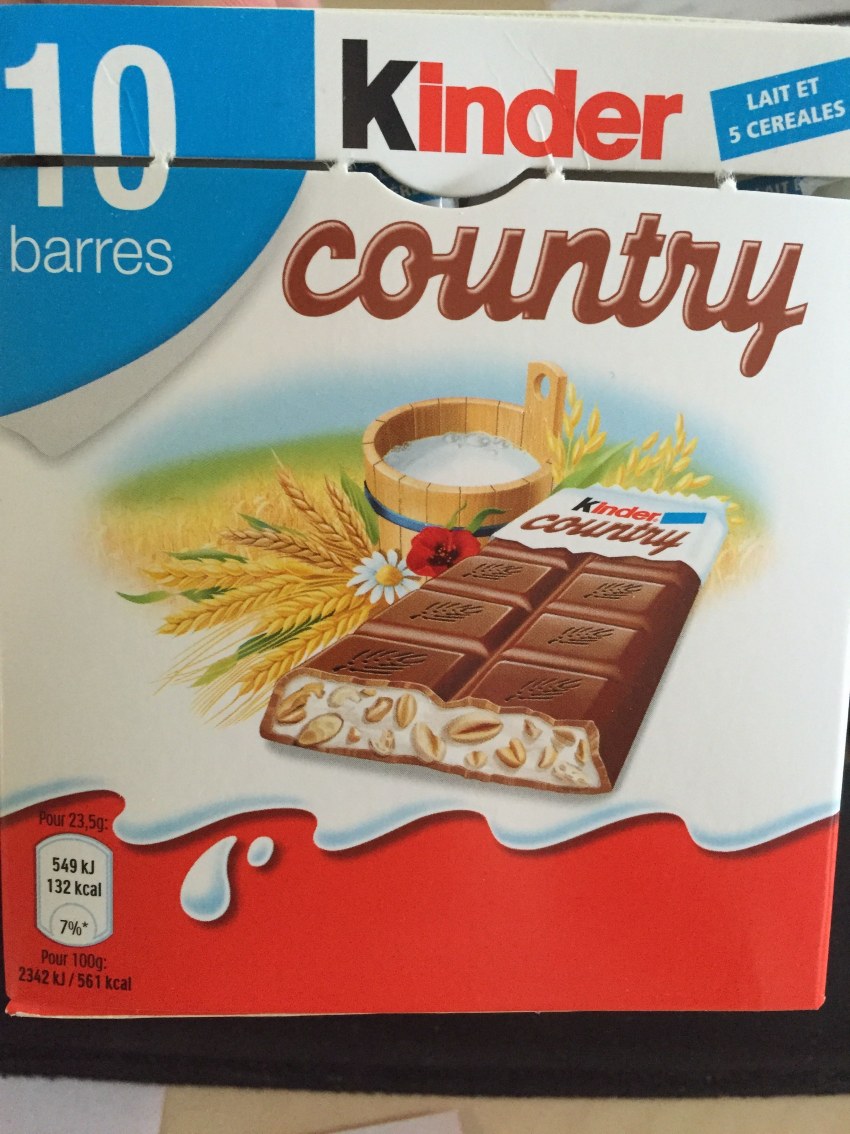 10
barres
Kinder
LAIT ET
5 CEREALES
country
Kinder
country
Pour 23,5g:
549 kJ
132 kcal
7%*
Pour 100g:
2342 kJ / 561 kcal